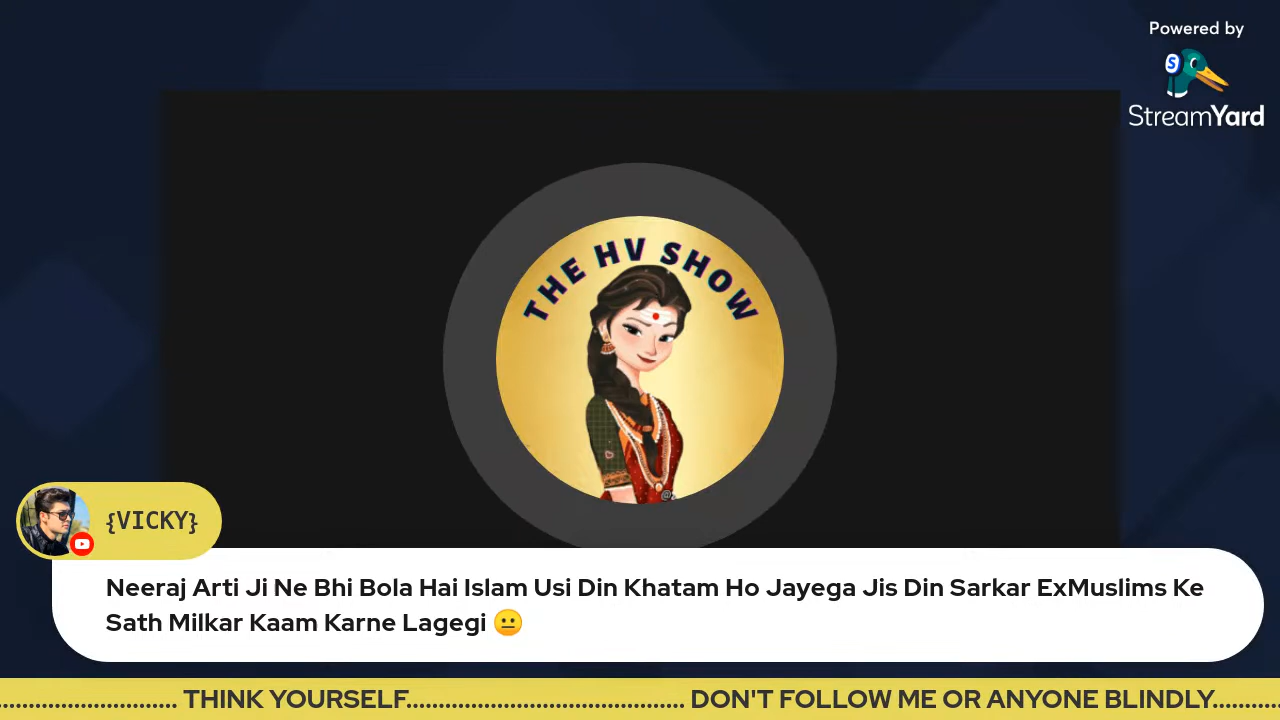 Powered by
StreamYard
THE HV SHOW
{VICKY}
Neeraj Arti Ji Ne Bhi Bola Hai Islam Usi Din Khatam Ho Jayega Jis Din Sarkar ExMuslims Ke
Sath Milkar Kaam Karne Lagegi 😐
............................ THINK YOURSELF.......................................... DON'T FOLLOW ME OR ANYONE BLINDLY..........